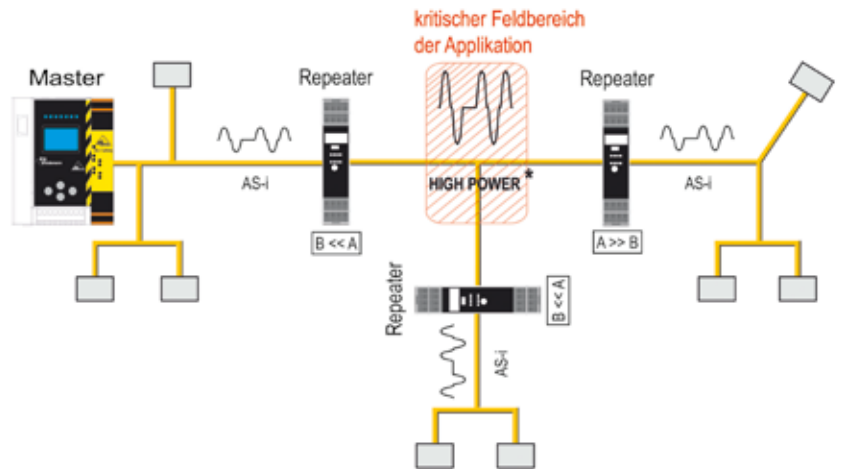 kritischer Feldbereich
der Applikation
Master
Repeater
Repeater
AS-i
HIGH POWER *
AS-i
B << A
A >> B
Repeater
B << A
AS-i